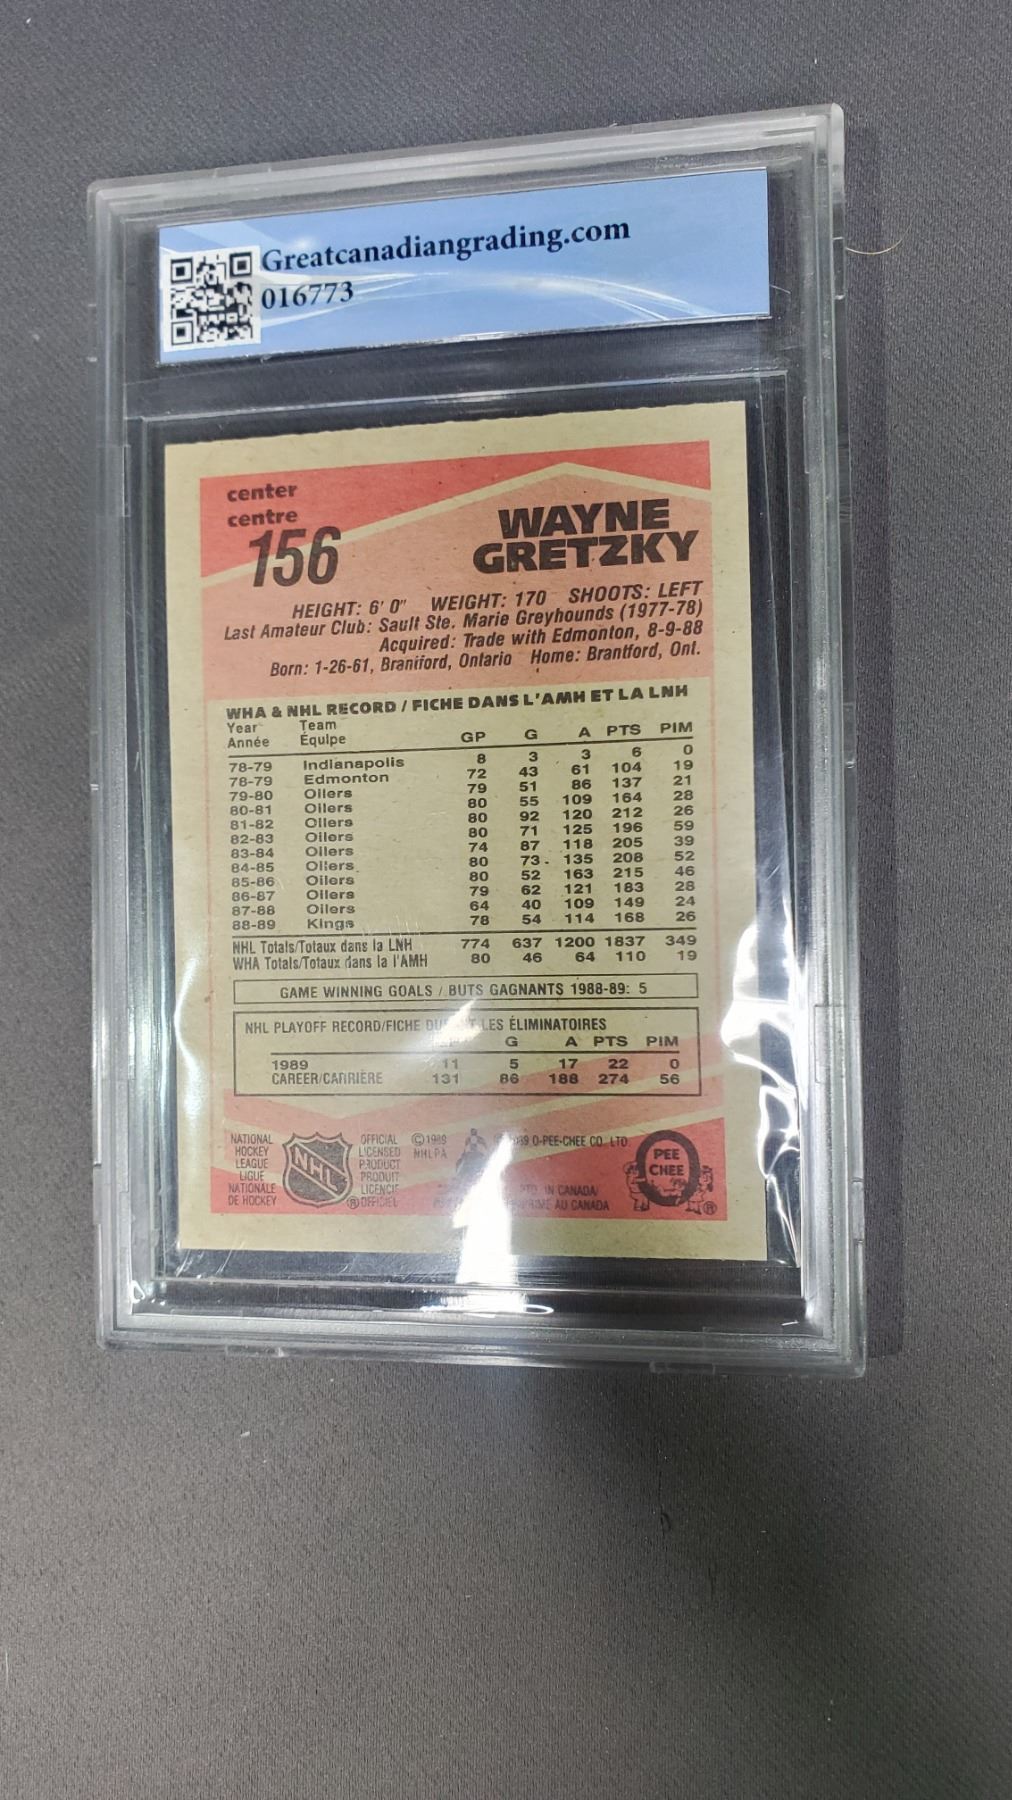 Greatcanadiangrading.com
016773
center
centre
156
WAYNE
GRETZKY
HEIGHT: 6' 0" WEIGHT: 170 SHOOTS: LEFT
Last Amateur Club: Sault Ste. Marie Greyhounds (1977-78)
Acquired: Trade with Edmonton, 8-9-88
Born: 1-26-61, Brantford, Ontario Home: Brantford, Ont.
WHA & NHL RECORD / FICHE DANS L'AMH ET LA LNH
Year Team
Année Équipe GP G A PTS PIM
78-79 Indianapolis 8 3 3 6 0
78-79 Edmonton 72 43 61 104 19
79-80 Oilers 79 51 86 137 21
80-81 Oilers 80 55 109 164 28
81-82 Oilers 80 92 120 212 26
82-83 Oilers 80 71 125 196 59
83-84 Oilers 74 87 118 205 39
84-85 Oilers 80 73 135 208 52
85-86 Oilers 80 52 163 215 46
86-87 Oilers 79 62 121 183 28
87-88 Oilers 64 40 109 149 24
88-89 Kings 78 54 114 168 26
NHL Totals/Totaux dans la LNH 774 637 1200 1837 349
WHA Totals/Totaux dans la l'AMH 80 46 64 110 19
GAME WINNING GOALS / BUTS GAGNANTS 1988-89: 5
NHL PLAYOFF RECORD/FICHE LES ÉLIMINATOIRES
G A PTS PIM
1989 11 5 17 22 0
CAREER/CARRIÈRE 131 86 188 274 56
NATIONAL
HOCKEY
LEAGUE
LIGUE
NATIONALE
DE HOCKEY
NHL
OFFICIAL
LICENSED
PRODUCT
PRODUIT
LICENCIÉ
® OFFICIEL
© 1989
NHLPA
O-PEE-CHEE CO. LTD.
IN CANADA/
AU CANADA
PEE
CHEE
®